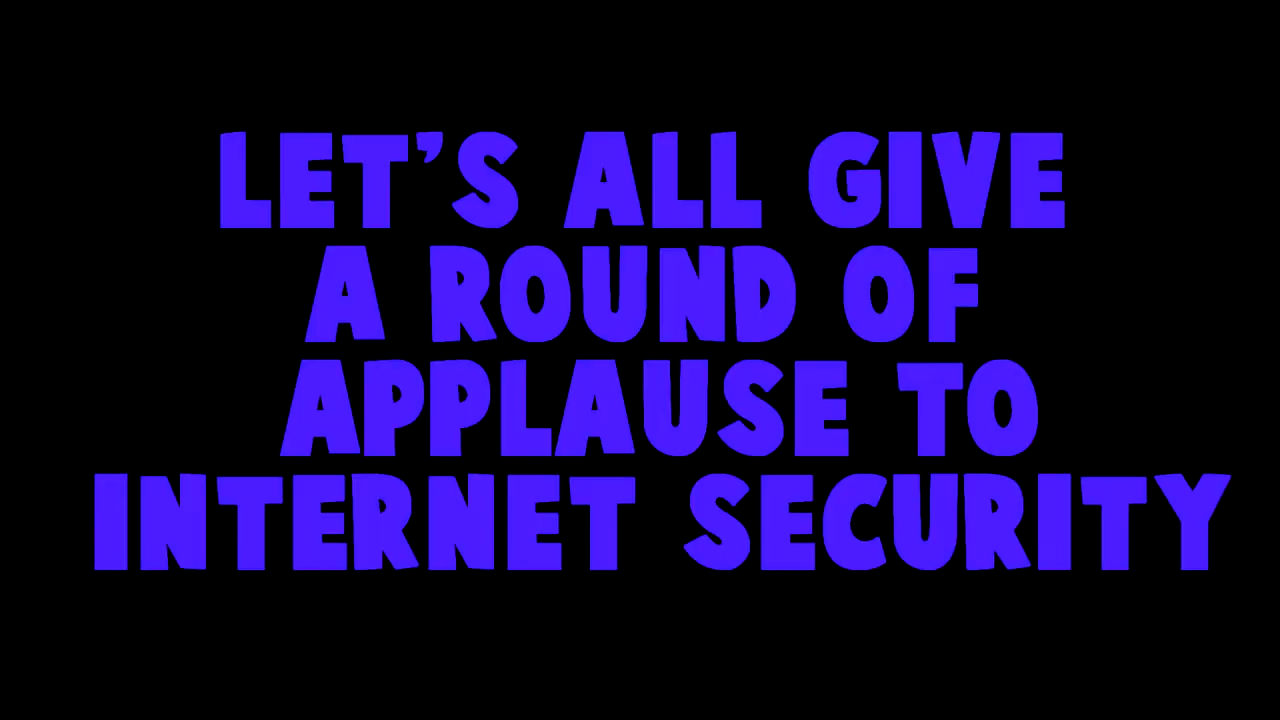 LET'S ALL GIVE
A ROUND OF
APPLAUSE TO
INTERNET SECURITY